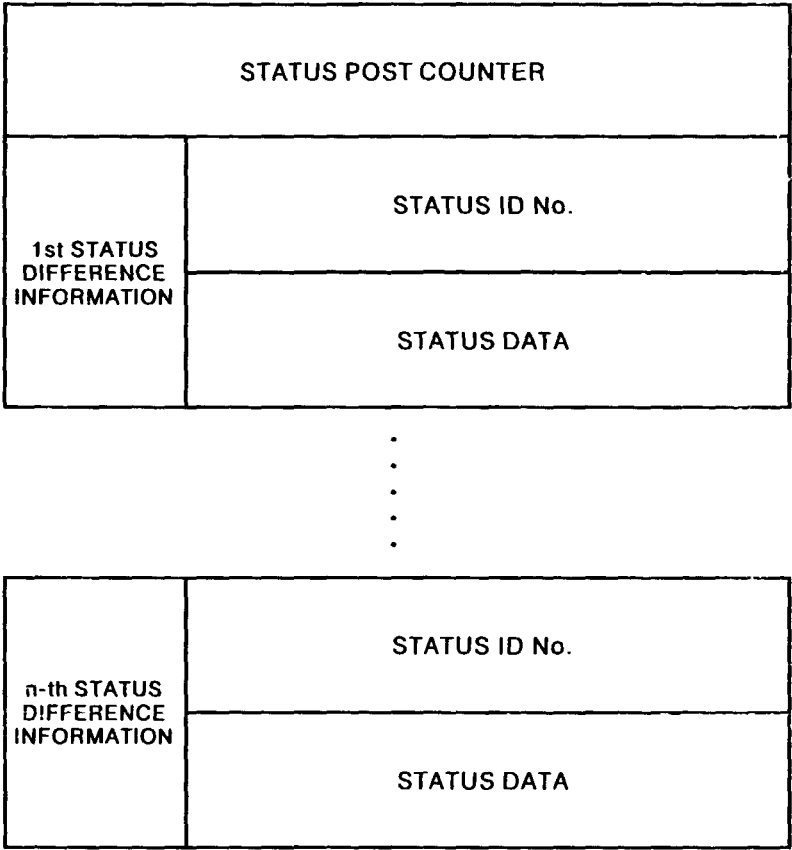 STATUS POST COUNTER
1st STATUS
DIFFERENCE
INFORMATION
STATUS ID No.
STATUS DATA
n-th STATUS
DIFFERENCE
INFORMATION
STATUS ID No.
STATUS DATA